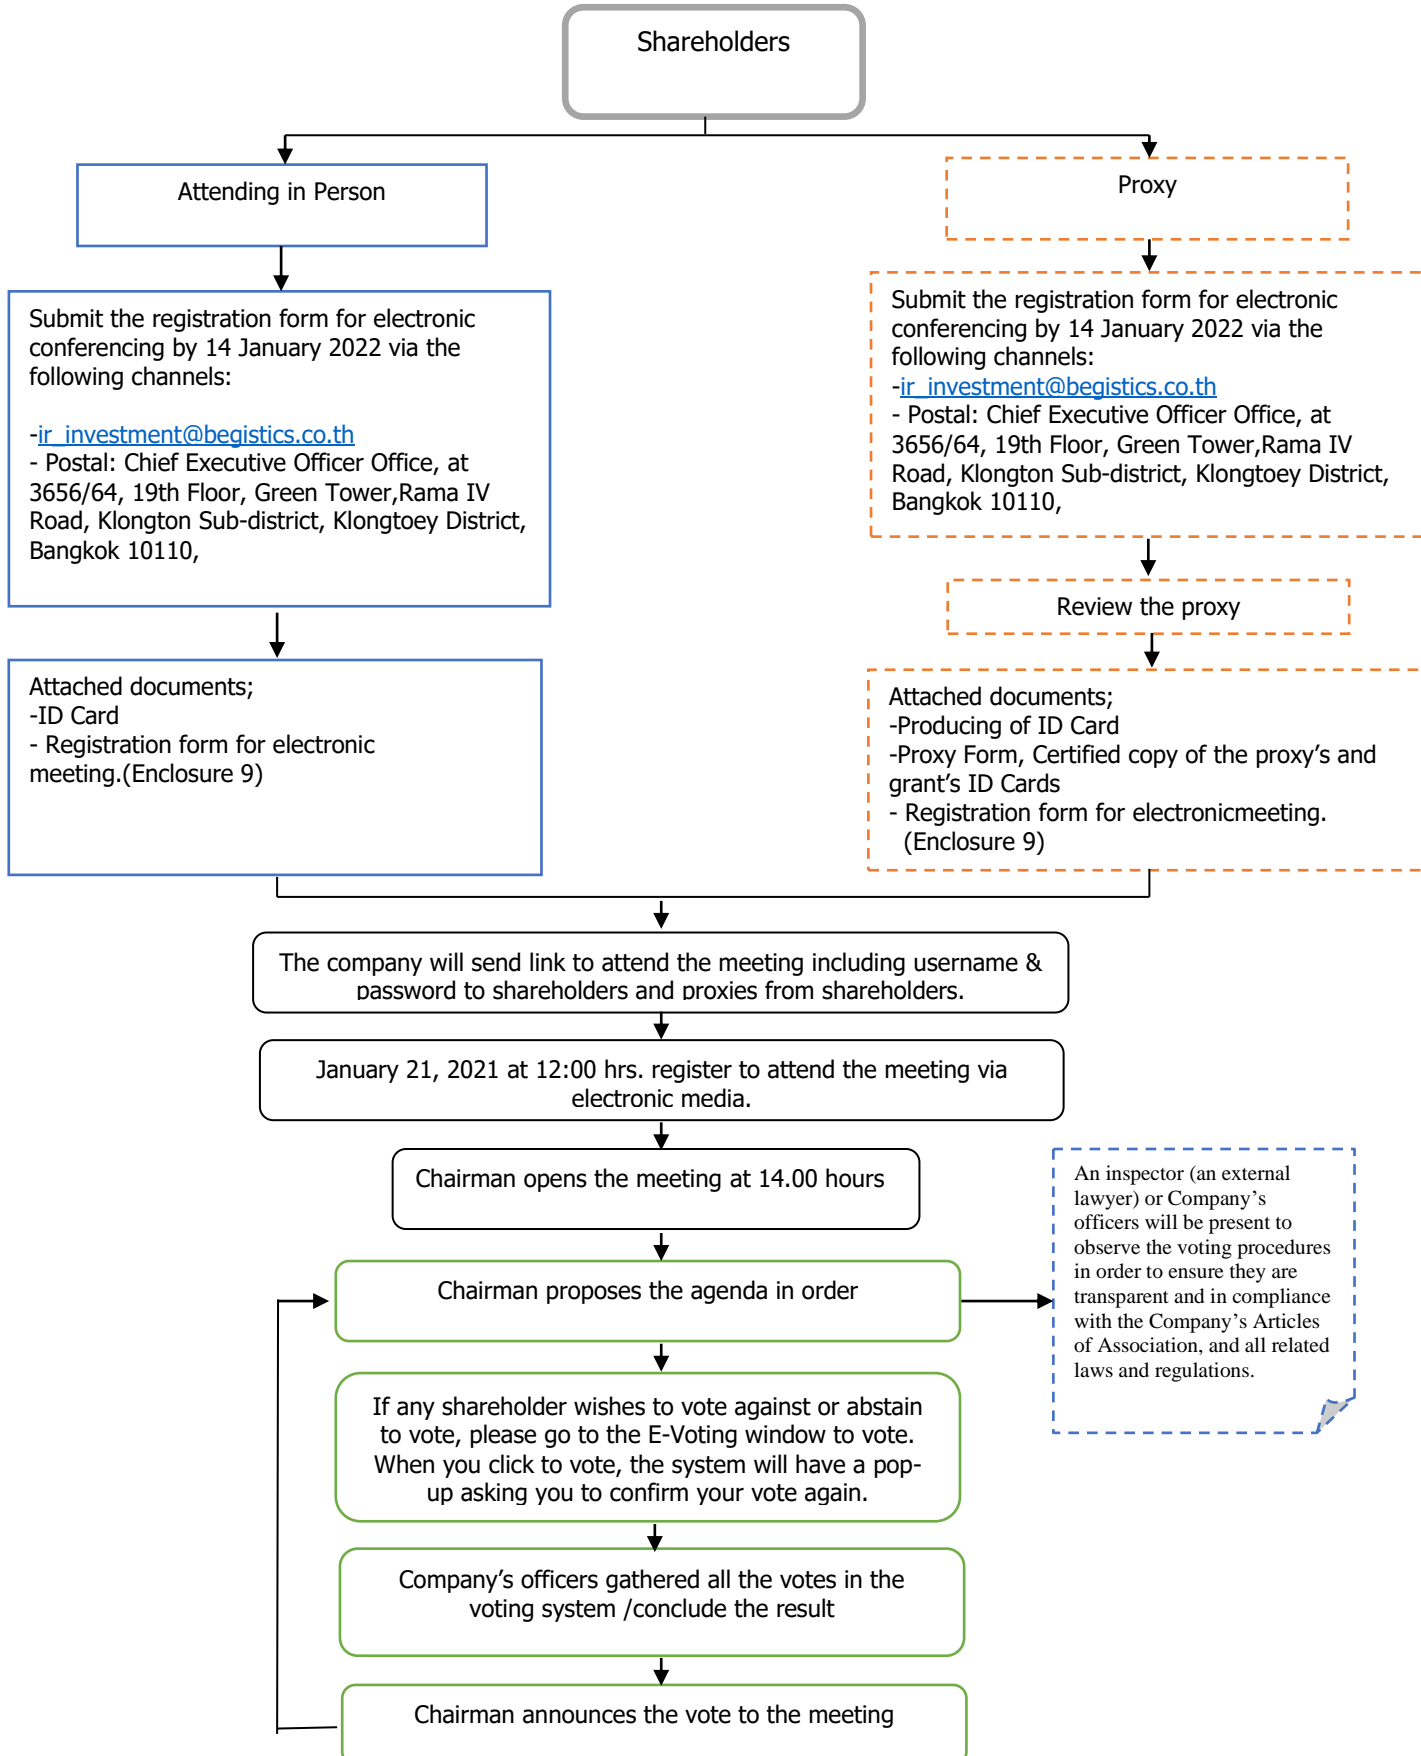 Shareholders
Attending in Person
Proxy
Submit the registration form for electronic
conferencing by 14 January 2022 via the
following channels:
-ir_investment@begistics.co.th
- Postal: Chief Executive Officer Office, at
3656/64, 19th Floor, Green Tower,Rama IV
Road, Klongton Sub-district, Klongtoey District,
Bangkok 10110,
Submit the registration form for electronic
conferencing by 14 January 2022 via the
following channels:
-ir_investment@begistics.co.th
- Postal: Chief Executive Officer Office, at
3656/64, 19th Floor, Green Tower,Rama IV
Road, Klongton Sub-district, Klongtoey District,
Bangkok 10110,
Review the proxy
Attached documents;
-ID Card
- Registration form for electronic
meeting.(Enclosure 9)
Attached documents;
-Producing of ID Card
-Proxy Form, Certified copy of the proxy’s and
grant’s ID Cards
- Registration form for electronicmeeting.
(Enclosure 9)
The company will send link to attend the meeting including username &
password to shareholders and proxies from shareholders.
January 21, 2021 at 12:00 hrs. register to attend the meeting via
electronic media.
Chairman opens the meeting at 14.00 hours
An inspector (an external
lawyer) or Company’s
officers will be present to
observe the voting procedures
in order to ensure they are
transparent and in compliance
with the Company’s Articles
of Association, and all related
laws and regulations.
Chairman proposes the agenda in order
If any shareholder wishes to vote against or abstain
to vote, please go to the E-Voting window to vote.
When you click to vote, the system will have a pop-
up asking you to confirm your vote again.
Company’s officers gathered all the votes in the
voting system /conclude the result
Chairman announces the vote to the meeting